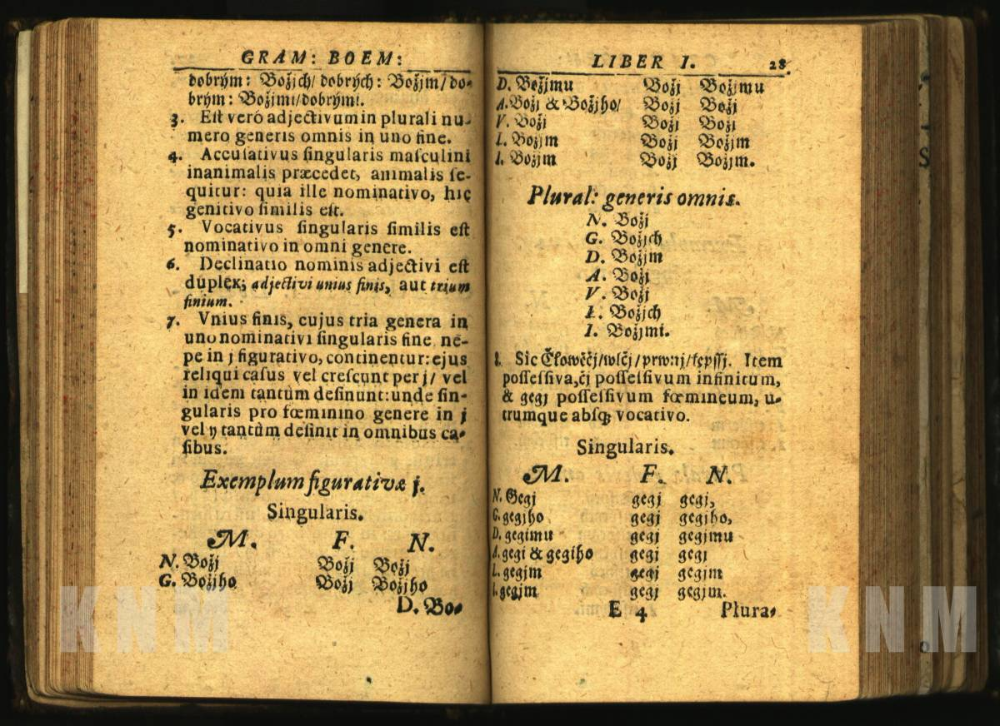 GRAM: BOEM:
dobrým: Božjch/ dobrých: Božjm/ do-
brým: Božjmi/dobrými.
3. Eſt verò adjectivum in plurali nu-
mero generis omnis in uno fine.
4. Accuſativus ſingularis maſculini
inanimalis præcedet, animalis ſe-
quitur: quia ille nominativo, hic
genitivo ſimilis eſt.
5. Vocativus ſingularis ſimilis eſt
nominativo in omni genere.
6. Declinatio nominis adjectivi eſt
duplex; adjectivi unius finis, aut trium
finium.
7. Vnius finis, cujus tria genera in
uno nominativi ſingularis fine, nē-
pe in j figurativo, continentur: ejus
reliqui caſus vel creſcunt per j/ vel
in idem tantùm deſinunt: unde ſin-
gularis pro fœminino genere in j
vel ý tantùm deſinit in omnibus ca-
ſibus.
Exemplum figurativæ j.
Singularis.
M. F. N.
N. Božj Božj Božj
G. Božjho Božj Božjho
D. Bo-
LIBER I. 28.
D. Božjmu Božj Božjmu
A. Božj & Božjho/ Božj Božj
V. Božj Božj Božj
L. Božjm Božj Božjm
I. Božjm Božj Božjm.
Plural: generis omnis.
N. Božj
G. Božjch
D. Božjm
A. Božj
V. Božj
L. Božjch
I. Božjmi.
8. Sic Člowěčj/wlčj/prwnj/ Item
poſſeſſiva, čj poſſeſſivum infinitum,
& gegj poſſeſſivum fœmineum, u-
trumque abſq; vocativo.
Singularis.
M. F. N.
N. Gegj gegj gegj,
G. gegjho gegj gegjho,
D. gegimu gegj gegjmu
A. gegi & gegiho gegj gegj
L. gegjm gegj gegjm
I. gegjm gegj gegjm.
E 4 Plura-
KNM KNM